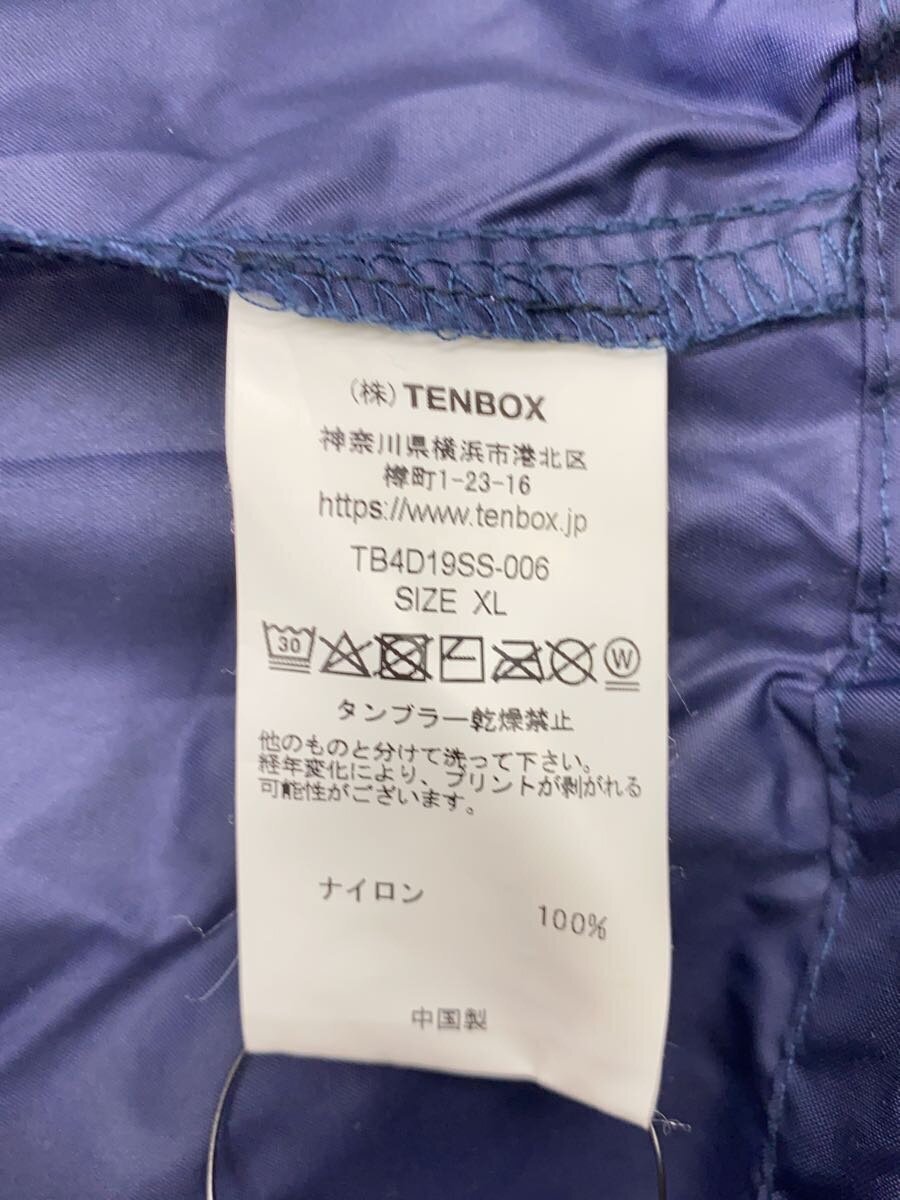 (株) TENBOX
神奈川県横浜市港北区
樽町1-23-16
https://www.tenbox.jp
TB4D19SS-006
SIZE XL
30 W
タンブラー乾燥禁止
他のものと分けて洗って下さい。
経年変化により、プリントが剥がれる
可能性がございます。
ナイロン 100%
中国製